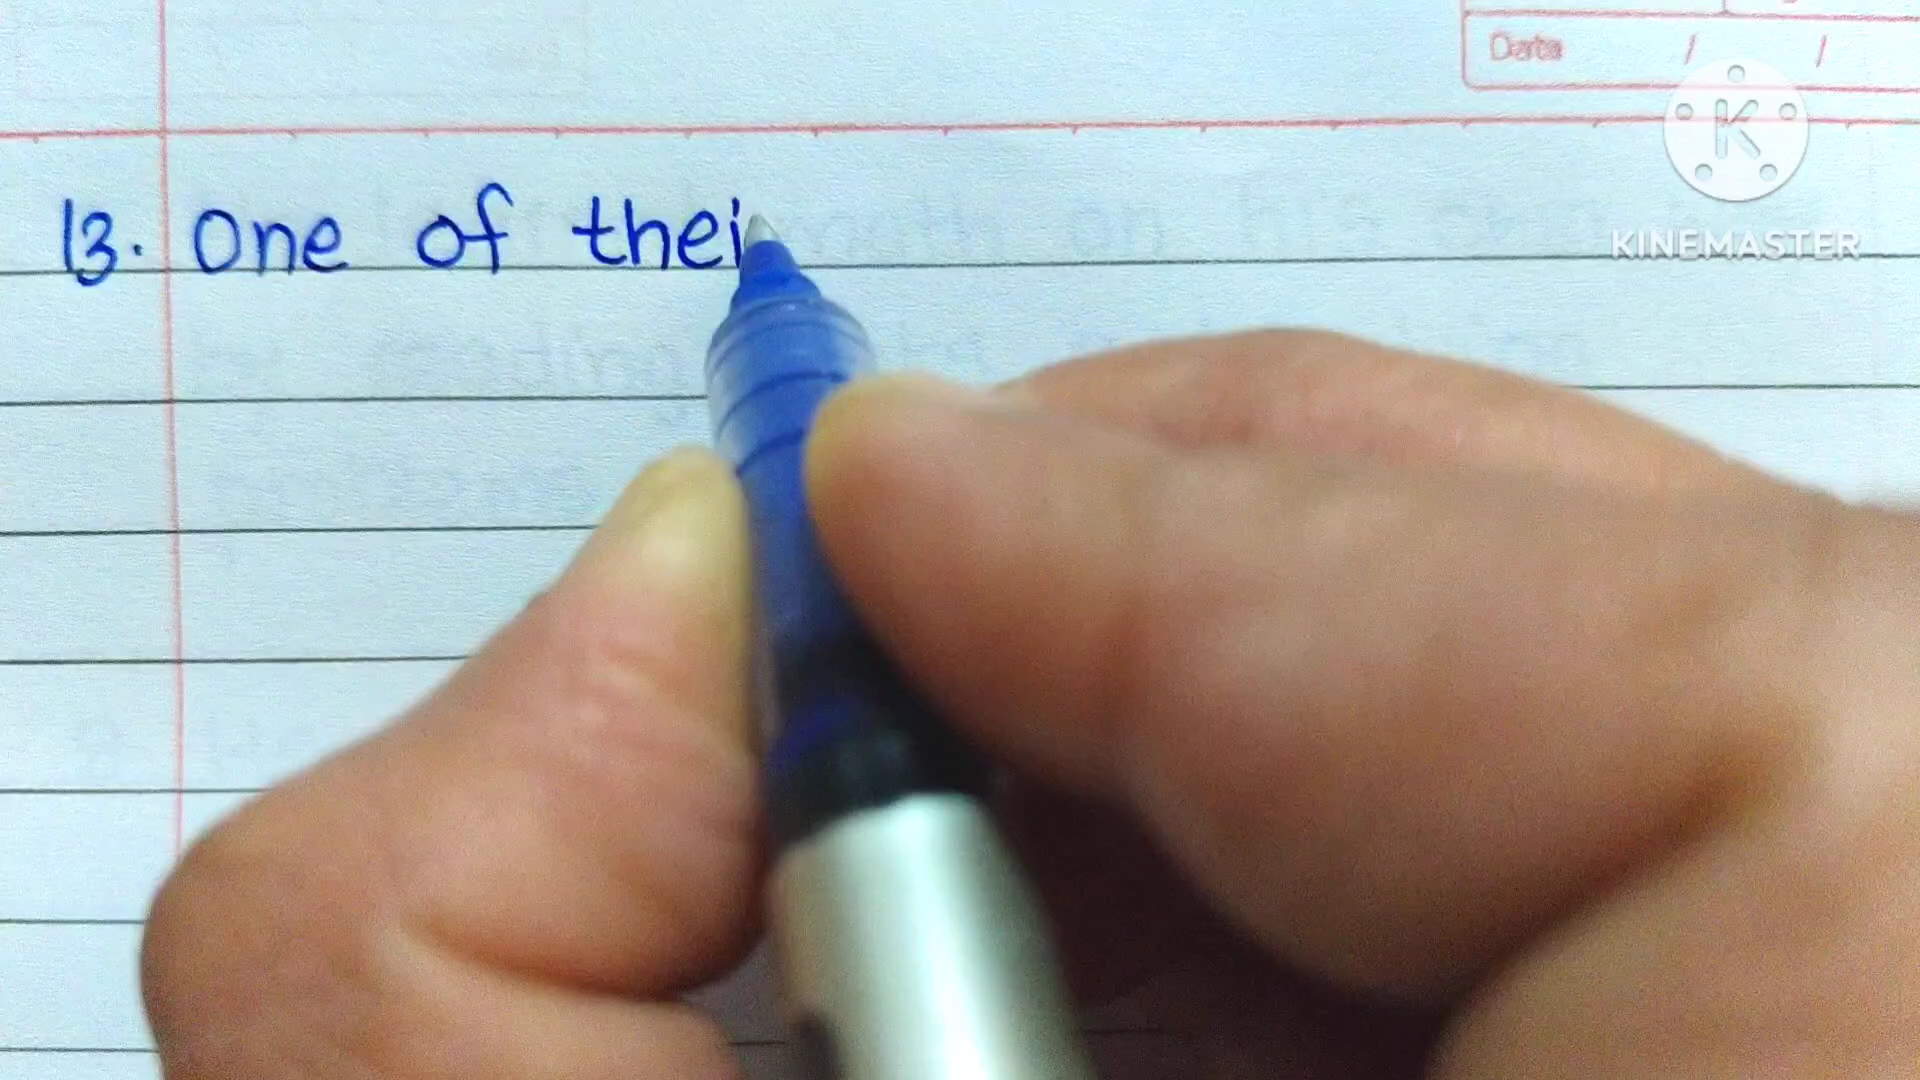 Date / /
13. One of thei
KINEMASTER